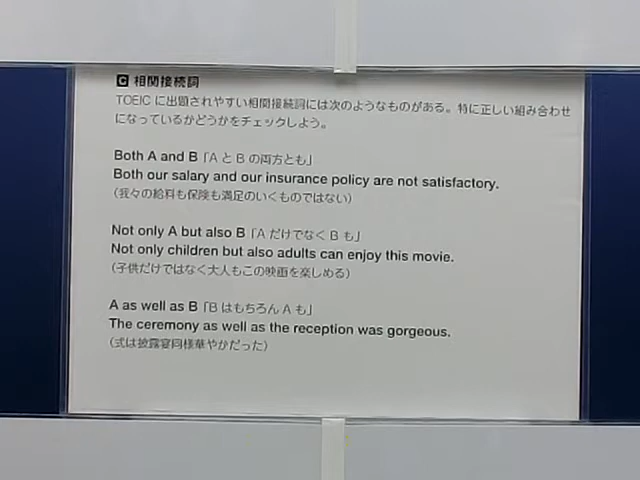 C 相関接続詞
TOEIC に出題されやすい相関接続詞には次のようなものがある。特に正しい組み合わせ
になっているかどうかをチェックしよう。
Both A and B「A と B の両方とも」
Both our salary and our insurance policy are not satisfactory.
（我々の給料も保険も満足のいくものではない）
Not only A but also B「A だけでなく B も」
Not only children but also adults can enjoy this movie.
（子供だけではなく大人もこの映画を楽しめる）
A as well as B「B はもちろん A も」
The ceremony as well as the reception was gorgeous.
（式は披露宴同様華やかだった）